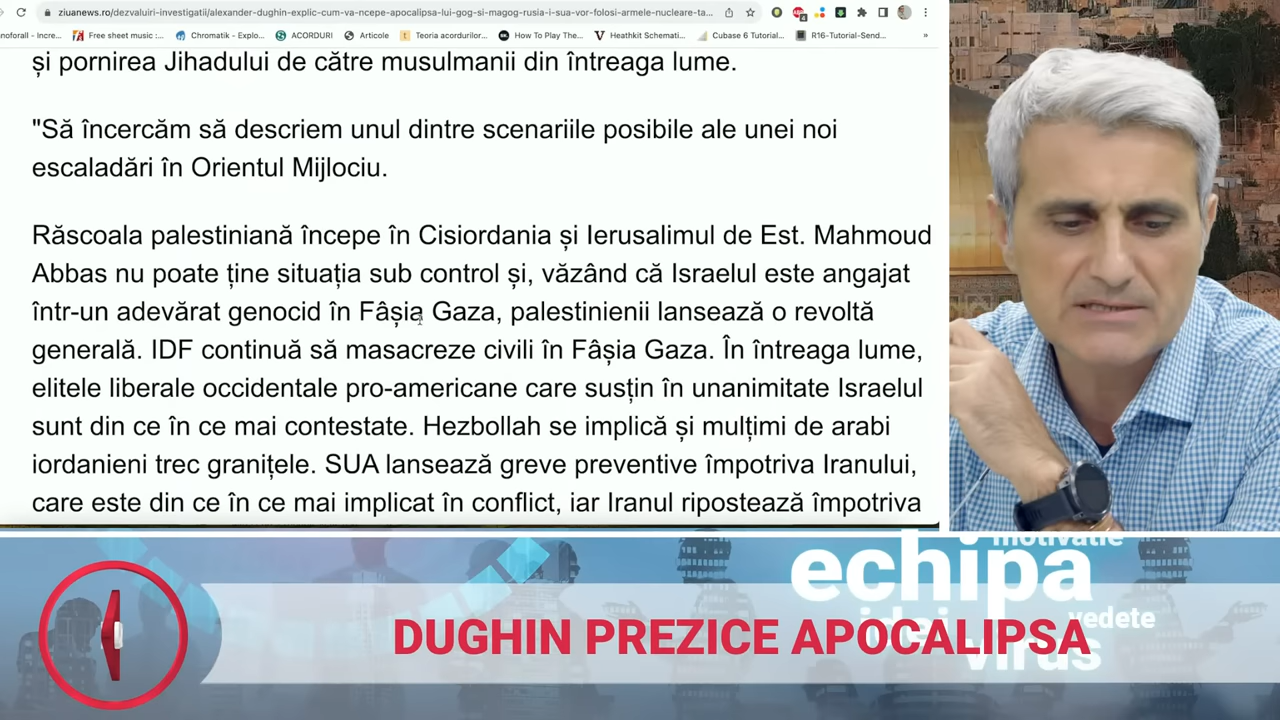 ziuanews.ro/dezvaluiri-investigatii/alexander-dughin-explic-cum-va-ncepe-apocalipsa-lui-gog-si-magog-rusia-i-sua-vor-folosi-armele-nucleare-ta...
noforall - Incre...
Free sheet music :...
Chromatik - Explo...
ACORDURI
Articole
Teoria acordurilor...
How To Play The...
Heathkit Schemati...
Cubase 6 Tutorial...
R16-Tutorial-Send...
»
și pornirea Jihadului de către musulmanii din întreaga lume.
"Să încercăm să descriem unul dintre scenariile posibile ale unei noi
escaladări în Orientul Mijlociu.
Răscoala palestiniană începe în Cisiordania și Ierusalimul de Est. Mahmoud
Abbas nu poate ține situația sub control și, văzând că Israelul este angajat
într-un adevărat genocid în Fâșia Gaza, palestinienii lansează o revoltă
generală. IDF continuă să masacreze civili în Fâșia Gaza. În întreaga lume,
elitele liberale occidentale pro-americane care susțin în unanimitate Israelul
sunt din ce în ce mai contestate. Hezbollah se implică și mulțimi de arabi
iordanieni trec granițele. SUA lansează greve preventive împotriva Iranului,
care este din ce în ce mai implicat în conflict, iar Iranul ripostează împotriva
motivatie
echipa
idei
vedete
virus
DUGHIN PREZICE APOCALIPSA